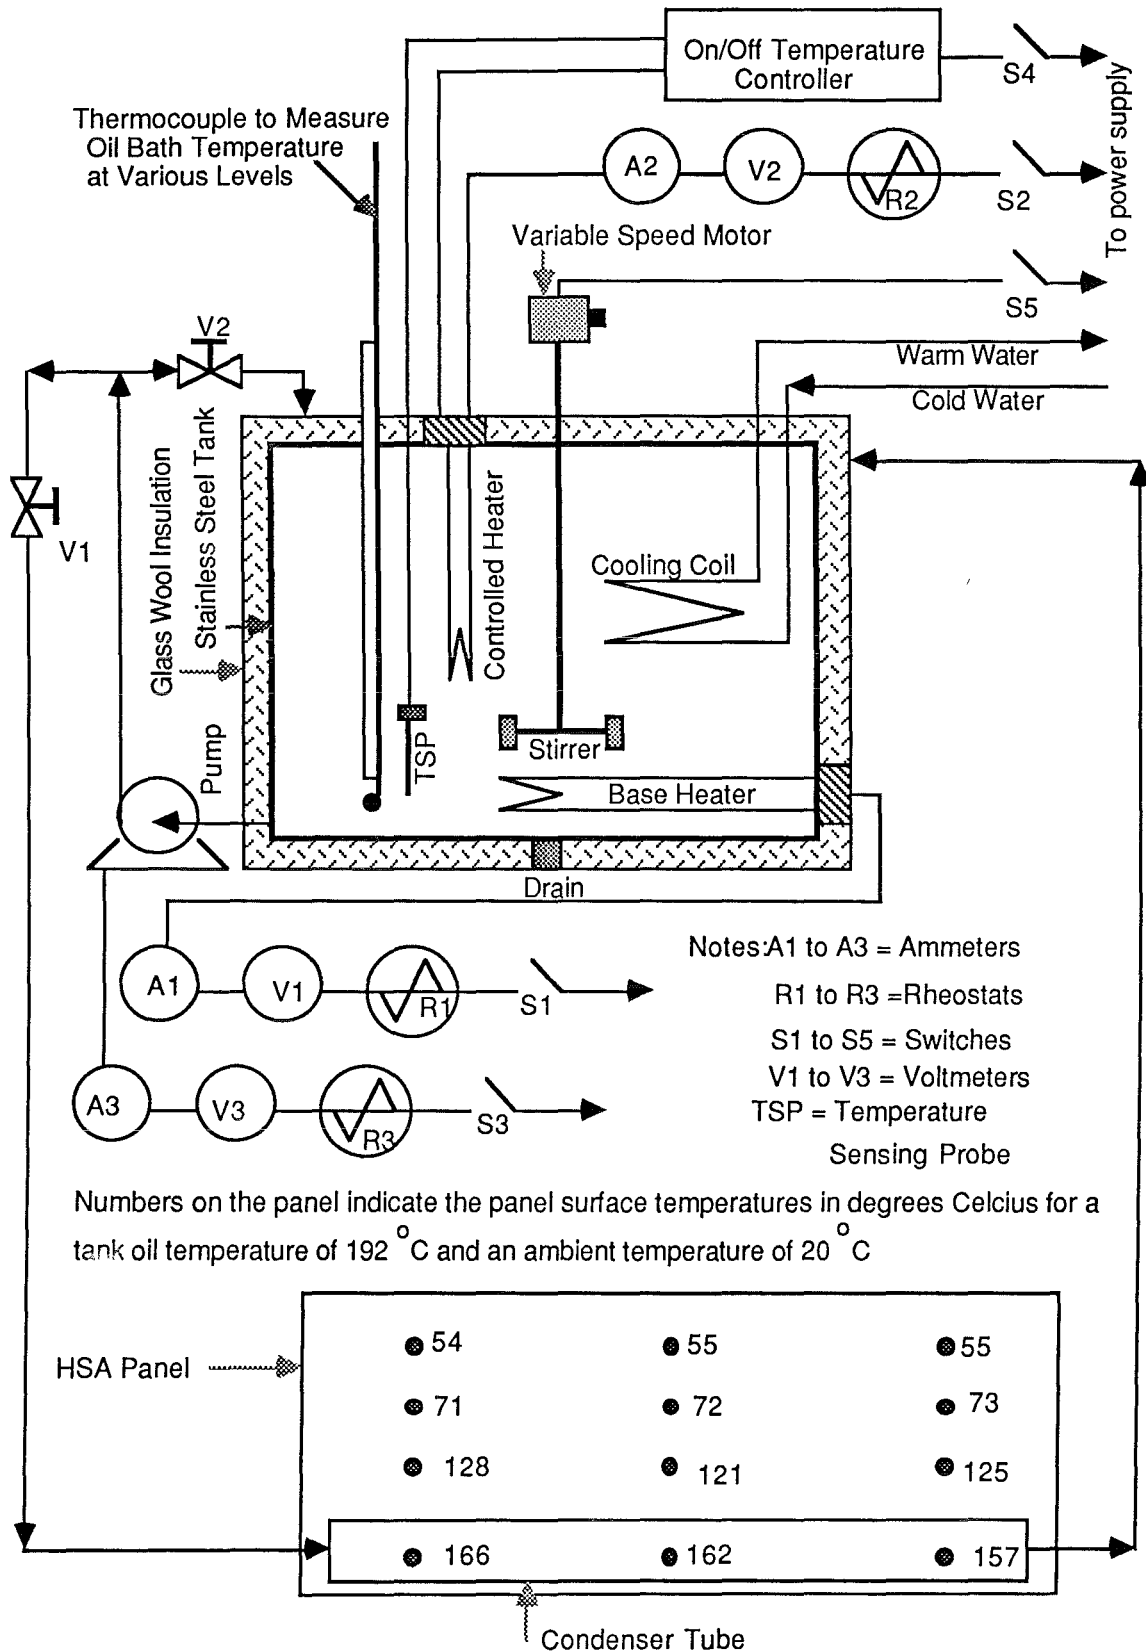 On/Off Temperature
Controller
S4
To power supply
Thermocouple to Measure
Oil Bath Temperature
at Various Levels
A2
V2
R2
S2
Variable Speed Motor
S5
V2
Warm Water
Cold Water
Glass Wool Insulation
Stainless Steel Tank
V1
Controlled Heater
Cooling Coil
Pump
TSP
Stirrer
Base Heater
Drain
A1
V1
R1
S1
Notes:A1 to A3 = Ammeters
R1 to R3 =Rheostats
S1 to S5 = Switches
V1 to V3 = Voltmeters
TSP = Temperature
Sensing Probe
A3
V3
R3
S3
Numbers on the panel indicate the panel surface temperatures in degrees Celcius for a
tank oil temperature of 192 °C and an ambient temperature of 20 °C
HSA Panel
54 55 55
71 72 73
128 121 125
166 162 157
Condenser Tube